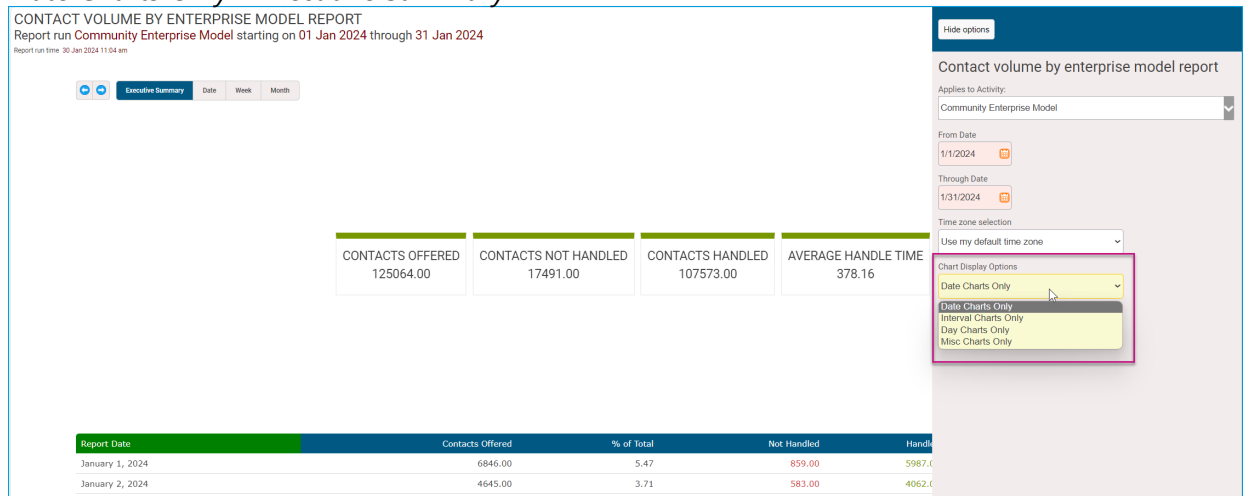 CONTACT VOLUME BY ENTERPRISE MODEL REPORT
Report run Community Enterprise Model starting on 01 Jan 2024 through 31 Jan 2024
Report run time 30 Jan 2024 11:04 am
Executive Summary Date Week Month
CONTACTS OFFERED
125064.00
CONTACTS NOT HANDLED
17491.00
CONTACTS HANDLED
107573.00
AVERAGE HANDLE TIME
378.16
Report Date Contacts Offered % of Total Not Handled Handle
January 1, 2024 6846.00 5.47 859.00 5987.0
January 2, 2024 4645.00 3.71 583.00 4062.0
Hide options
Contact volume by enterprise model report
Applies to Activity:
Community Enterprise Model
From Date
1/1/2024
Through Date
1/31/2024
Time zone selection
Use my default time zone
Chart Display Options
Date Charts Only
Date Charts Only
Interval Charts Only
Day Charts Only
Misc Charts Only